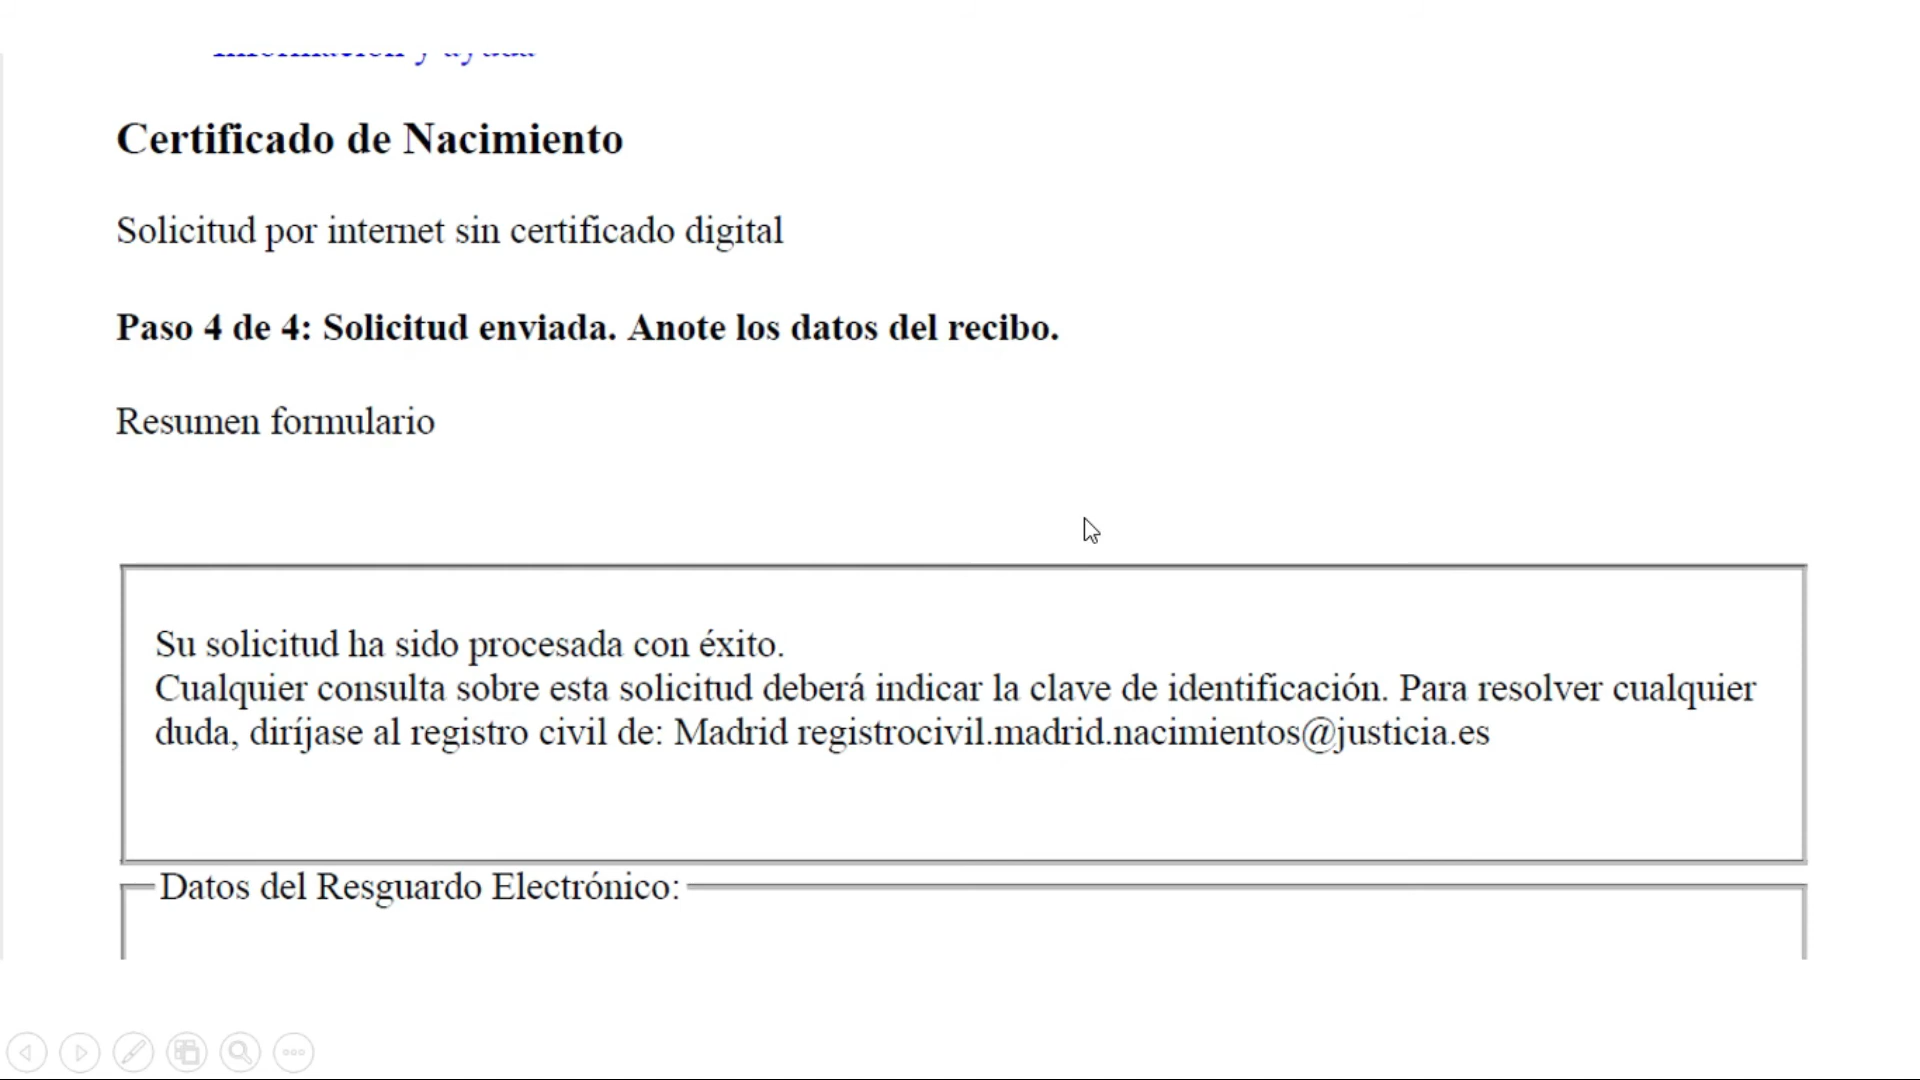 Información y ayuda
Certificado de Nacimiento
Solicitud por internet sin certificado digital
Paso 4 de 4: Solicitud enviada. Anote los datos del recibo.
Resumen formulario
Su solicitud ha sido procesada con éxito.
Cualquier consulta sobre esta solicitud deberá indicar la clave de identificación. Para resolver cualquier
duda, diríjase al registro civil de: Madrid registrocivil.madrid.nacimientos@justicia.es
Datos del Resguardo Electrónico: